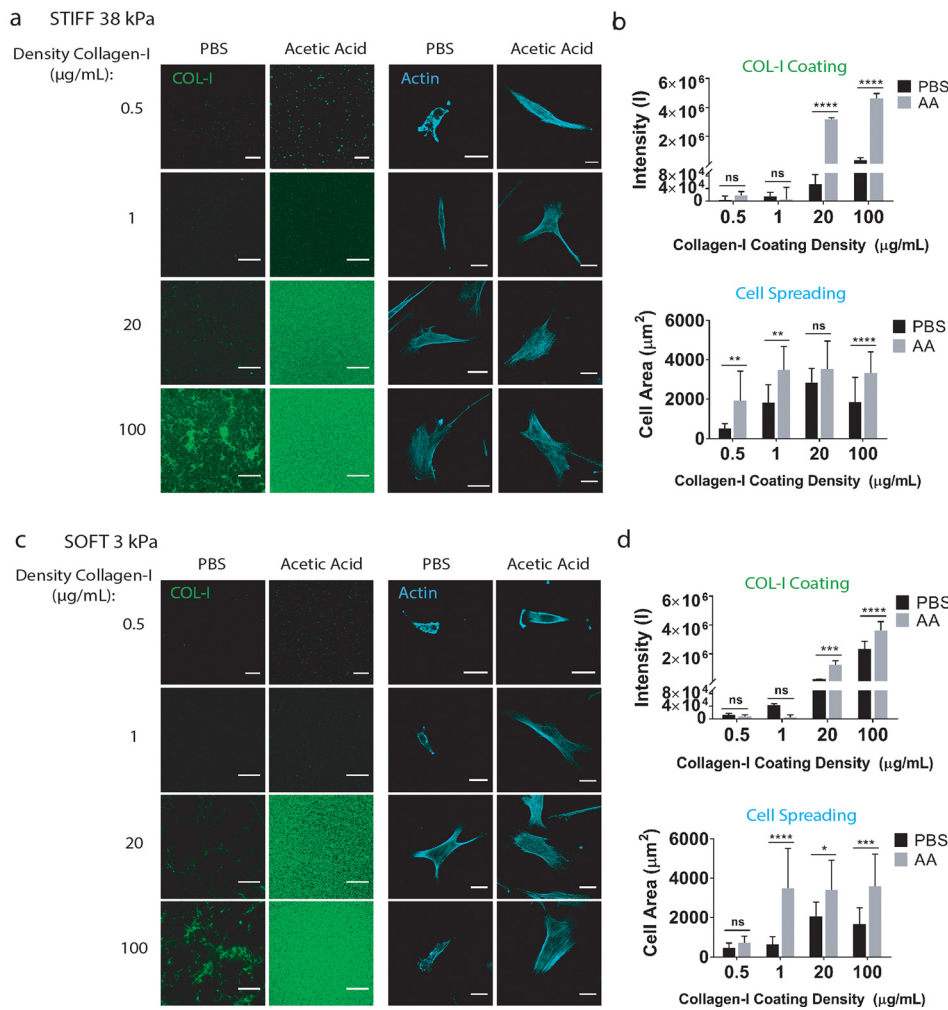 a STIFF 38 kPa
Density Collagen-I
(µg/mL):
PBS Acetic Acid PBS Acetic Acid
COL-I Actin
0.5
1
20
100
b
COL-I Coating
Intensity (I)
6×10⁶
4×10⁶
2×10⁶
8×10⁴
4×10⁴
0
ns ns **** ****
PBS
AA
0.5 1 20 100
Collagen-I Coating Density (µg/mL)
Cell Spreading
Cell Area (µm²)
6000
4000
2000
0
** ** ns ****
PBS
AA
0.5 1 20 100
Collagen-I Coating Density (µg/mL)
c SOFT 3 kPa
Density Collagen-I
(µg/mL):
PBS Acetic Acid PBS Acetic Acid
COL-I Actin
0.5
1
20
100
d
COL-I Coating
Intensity (I)
6×10⁶
4×10⁶
2×10⁶
8×10⁴
4×10⁴
0
ns ns *** ****
PBS
AA
0.5 1 20 100
Collagen-I Coating Density (µg/mL)
Cell Spreading
Cell Area (µm²)
6000
4000
2000
0
ns **** * ***
PBS
AA
0.5 1 20 100
Collagen-I Coating Density (µg/mL)